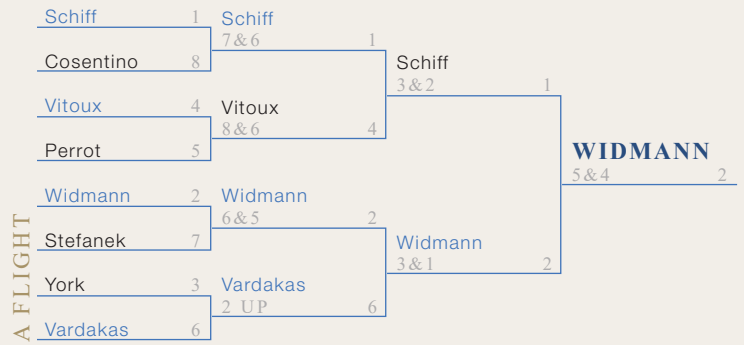 A FLIGHT
Schiff 1
Cosentino 8
Vitoux 4
Perrot 5
Widmann 2
Stefanek 7
York 3
Vardakas 6
Schiff
7&6 1
Vitoux
8&6 4
Widmann
6&5 2
Vardakas
2 UP 6
Schiff
3&2 1
Widmann
3&1 2
WIDMANN
5&4 2